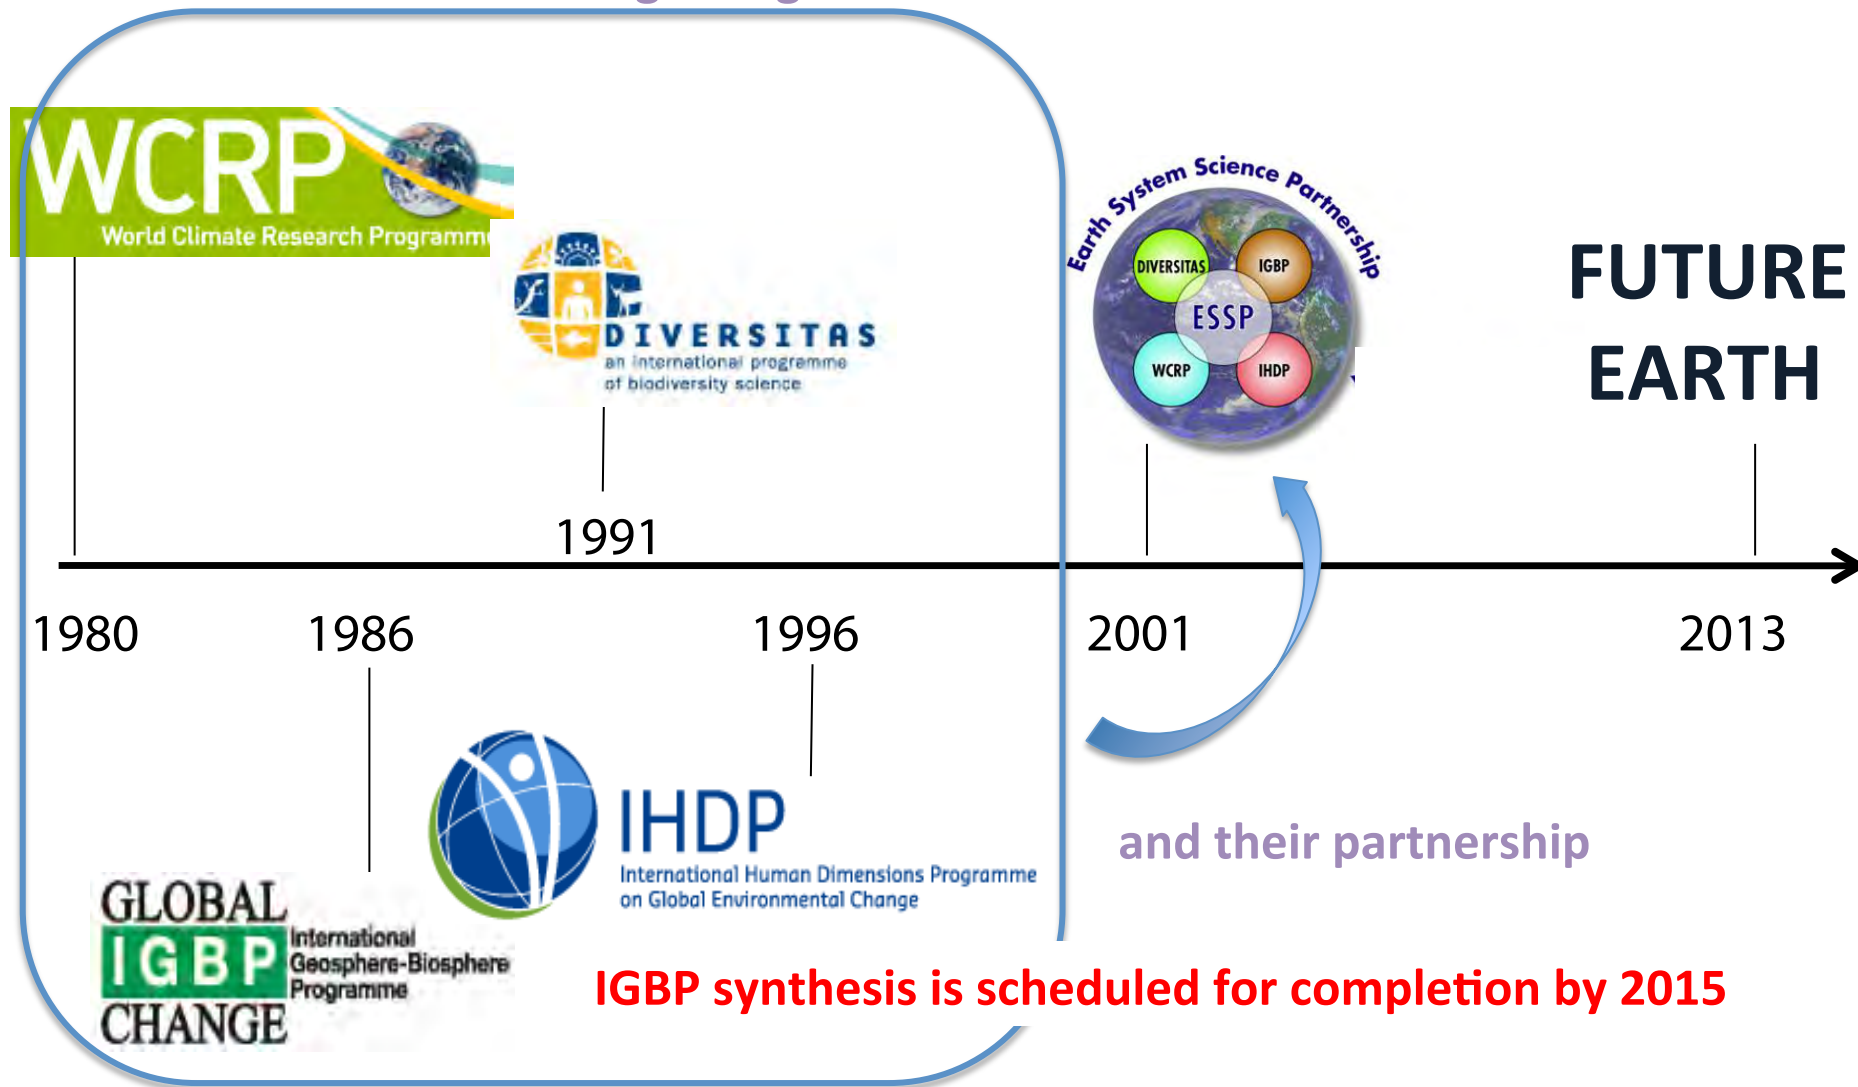 WCRP
World Climate Research Programme
DIVERSITAS
an international programme
of biodiversity science
Earth System Science Partnership
DIVERSITAS
IGBP
ESSP
WCRP
IHDP
FUTURE
EARTH
1991
1980
1986
1996
2001
2013
IHDP
International Human Dimensions Programme
on Global Environmental Change
and their partnership
GLOBAL
IGBP
CHANGE
International
Geosphere-Biosphere
Programme
IGBP synthesis is scheduled for completion by 2015